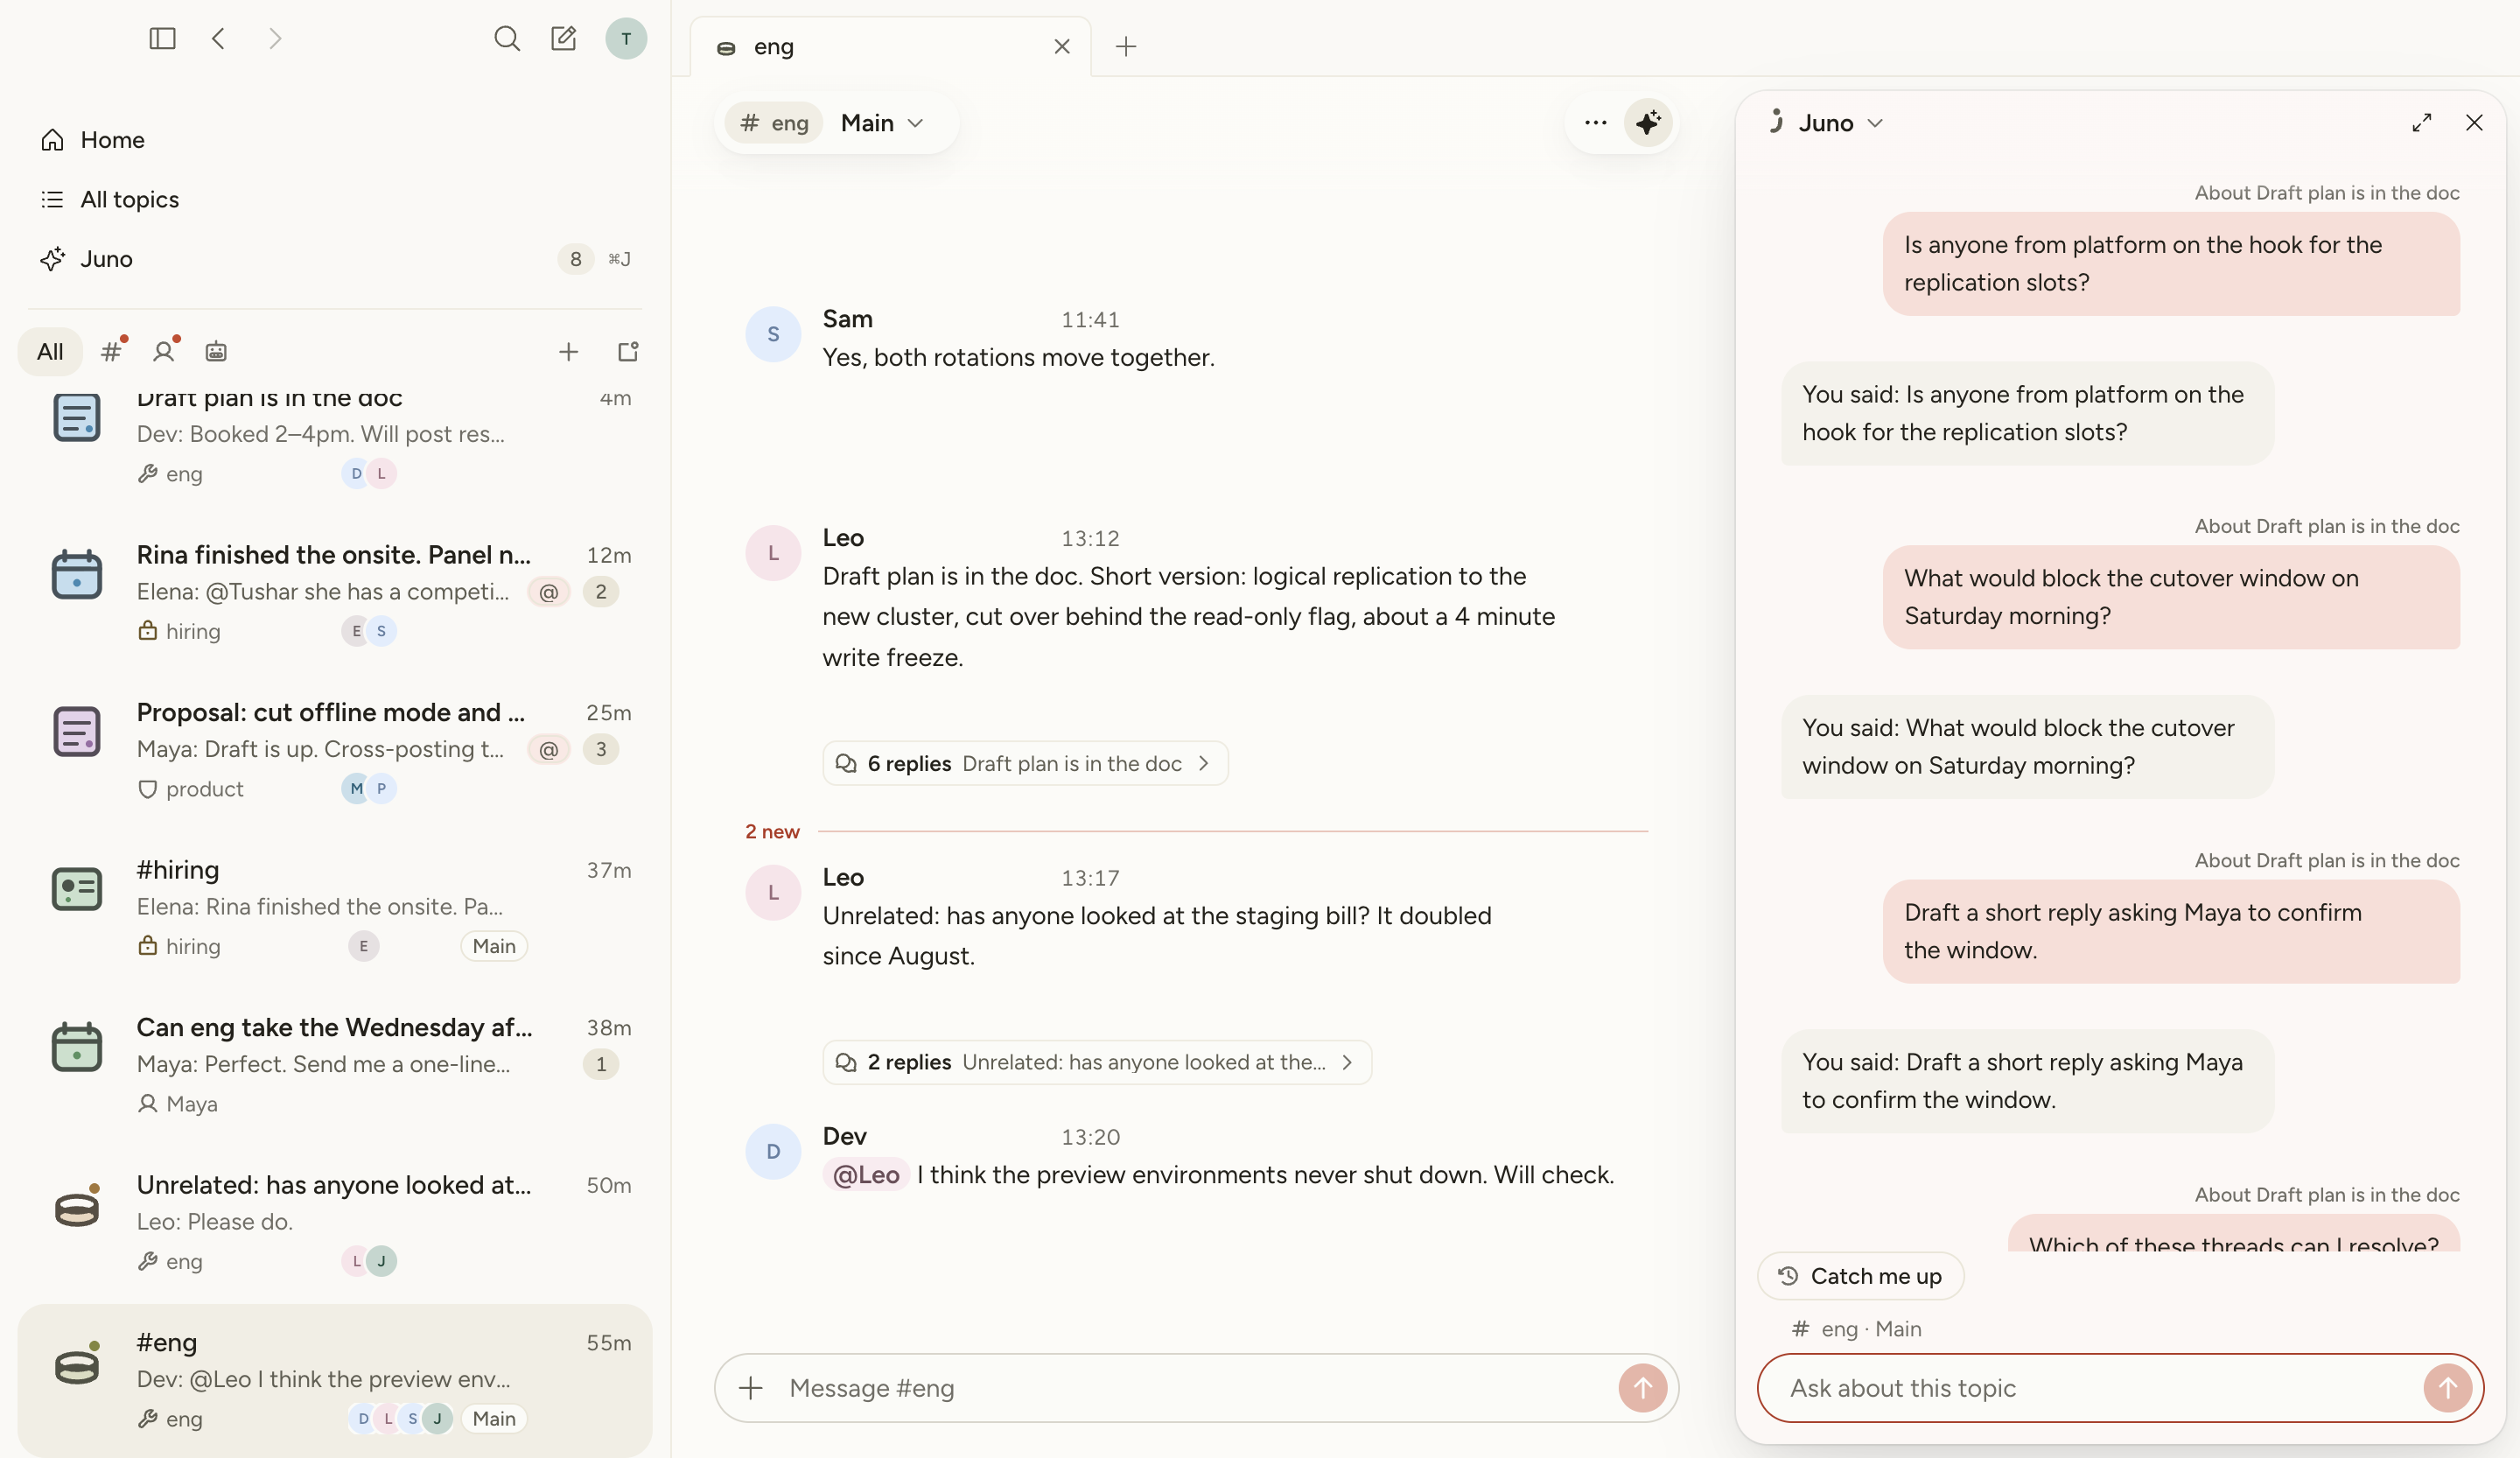 T
Home
All topics
Juno
8 ⌘J
All
Draft plan is in the doc 4m
Dev: Booked 2–4pm. Will post res...
eng D L
Rina finished the onsite. Panel n... 12m
Elena: @Tushar she has a competi... @ 2
hiring E S
Proposal: cut offline mode and ... 25m
Maya: Draft is up. Cross-posting t... @ 3
product M P
#hiring 37m
Elena: Rina finished the onsite. Pa...
hiring E Main
Can eng take the Wednesday af... 38m
Maya: Perfect. Send me a one-line... 1
Maya
Unrelated: has anyone looked at... 50m
Leo: Please do.
eng L J
#eng 55m
Dev: @Leo I think the preview env...
eng D L S J Main
eng
# eng Main
S
Sam 11:41
Yes, both rotations move together.
L
Leo 13:12
Draft plan is in the doc. Short version: logical replication to the
new cluster, cut over behind the read-only flag, about a 4 minute
write freeze.
6 replies Draft plan is in the doc
2 new
L
Leo 13:17
Unrelated: has anyone looked at the staging bill? It doubled
since August.
2 replies Unrelated: has anyone looked at the...
D
Dev 13:20
@Leo I think the preview environments never shut down. Will check.
Message #eng
Juno
About Draft plan is in the doc
Is anyone from platform on the hook for the
replication slots?
You said: Is anyone from platform on the
hook for the replication slots?
About Draft plan is in the doc
What would block the cutover window on
Saturday morning?
You said: What would block the cutover
window on Saturday morning?
About Draft plan is in the doc
Draft a short reply asking Maya to confirm
the window.
You said: Draft a short reply asking Maya
to confirm the window.
About Draft plan is in the doc
Which of these threads can I resolve?
Catch me up
# eng · Main
Ask about this topic